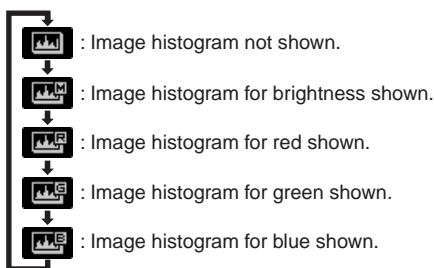 : Image histogram not shown.
M : Image histogram for brightness shown.
R : Image histogram for red shown.
G : Image histogram for green shown.
B : Image histogram for blue shown.